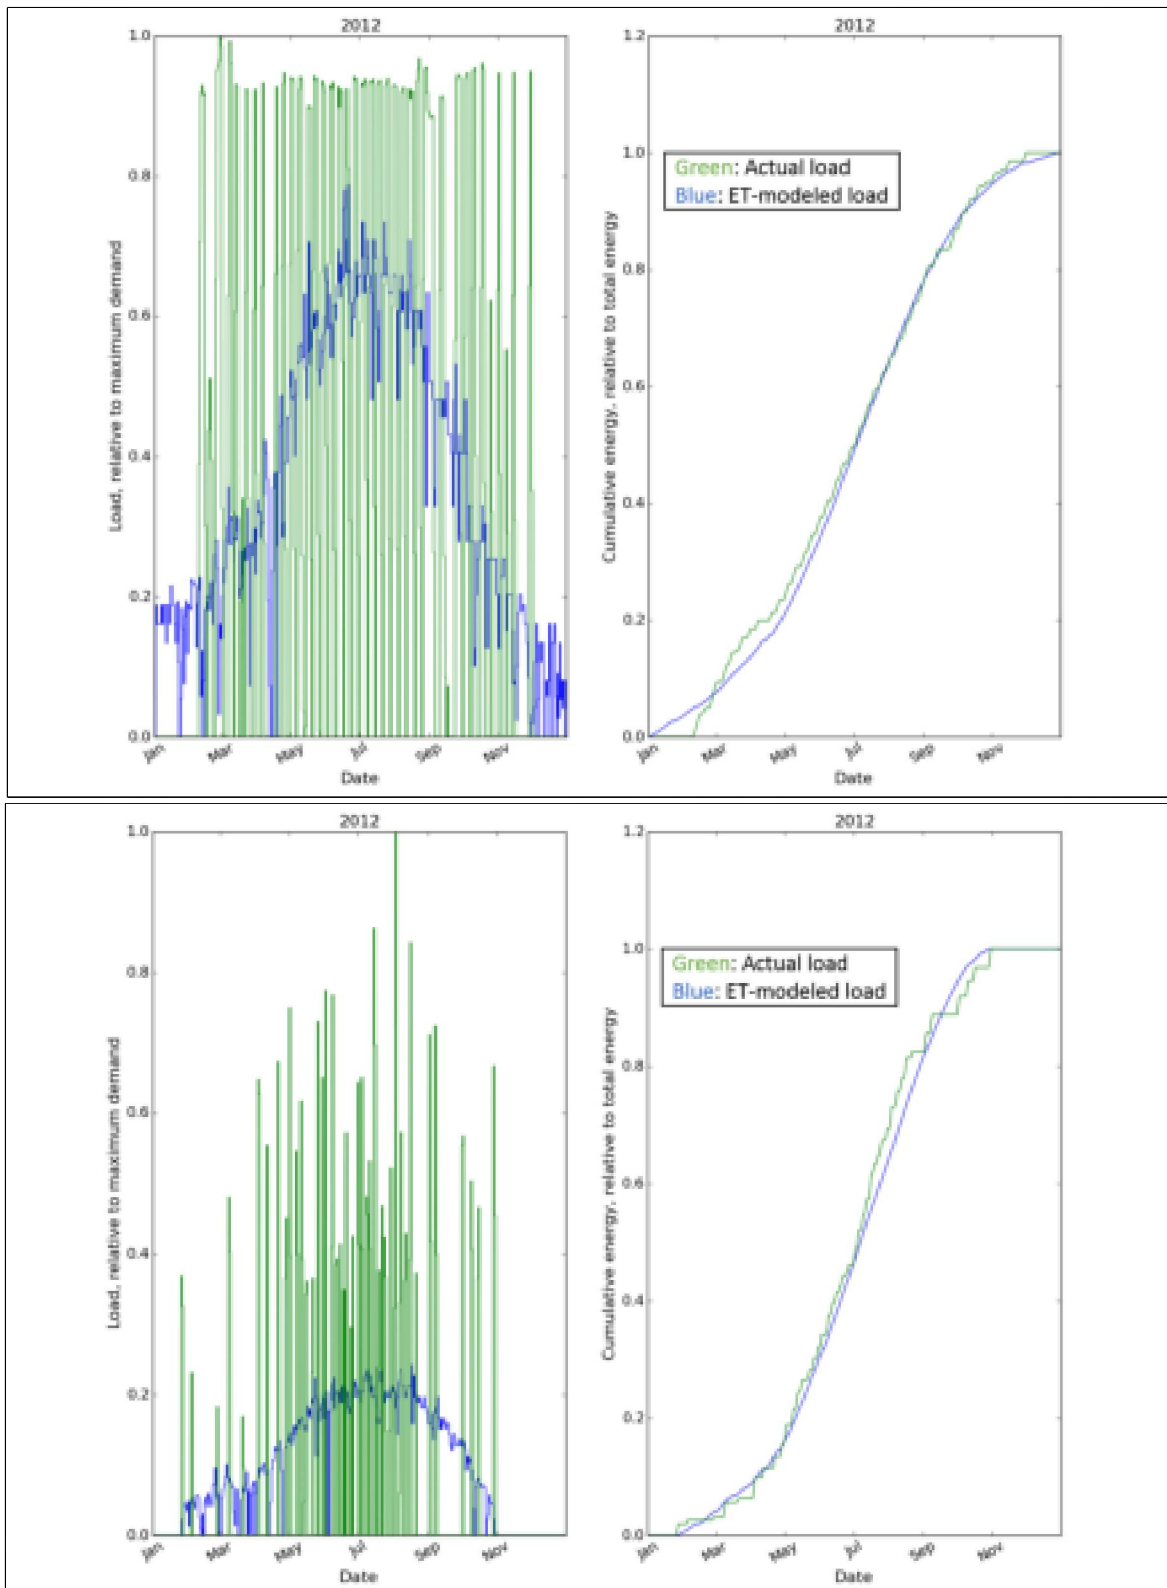 2012
1.0
0.8
0.6
0.4
0.2
0.0
Load, relative to maximum demand
Jan Mar May Jul Sep Nov
Date
2012
1.2
1.0
0.8
0.6
0.4
0.2
0.0
Cumulative energy, relative to total energy
Green: Actual load
Blue: ET-modeled load
Jan Mar May Jul Sep Nov
Date
2012
1.0
0.8
0.6
0.4
0.2
0.0
Load, relative to maximum demand
Jan Mar May Jul Sep Nov
Date
2012
1.2
1.0
0.8
0.6
0.4
0.2
0.0
Cumulative energy, relative to total energy
Green: Actual load
Blue: ET-modeled load
Jan Mar May Jul Sep Nov
Date